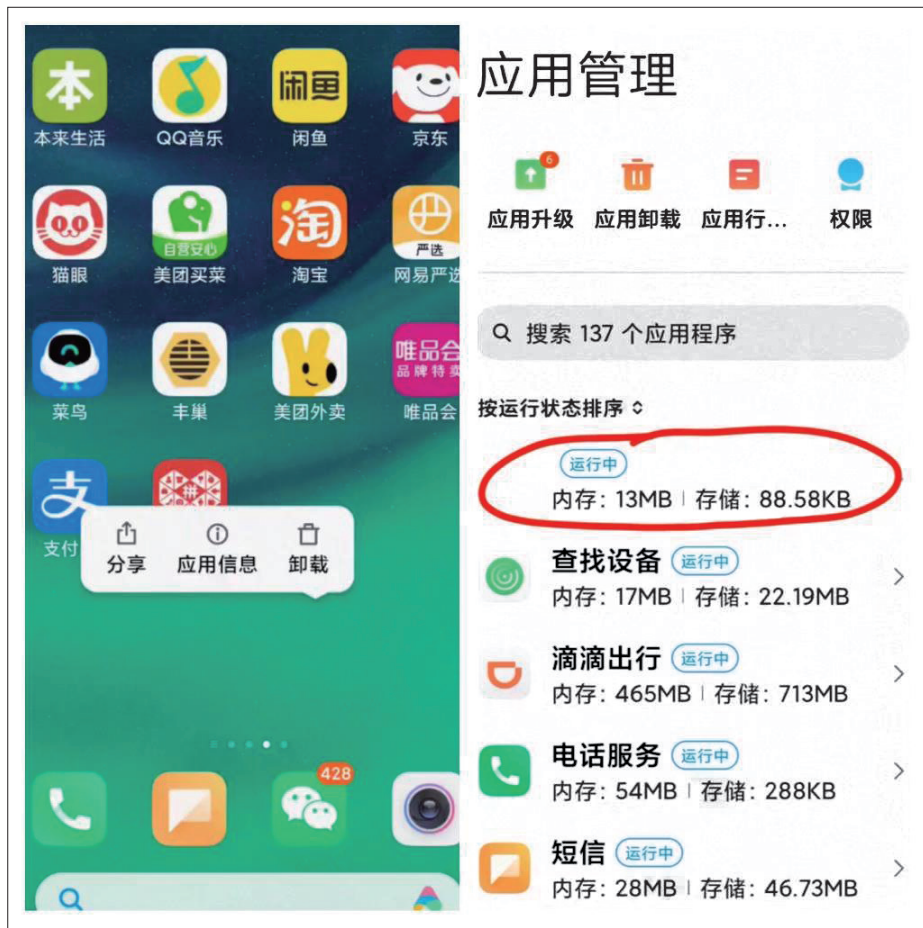 本
本来生活
QQ音乐
闲鱼
闲鱼
京东
猫眼
自营安心
美团买菜
淘
淘宝
严选
网易严选
菜鸟
丰巢
美团外卖
唯品会
品牌特卖
唯品会
支
支付
拼
分享
应用信息
卸载
428
应用管理
6
应用升级
应用卸载
应用行...
权限
搜索 137 个应用程序
按运行状态排序
运行中
内存:13MB | 存储:88.58KB
查找设备 运行中
内存:17MB | 存储:22.19MB
滴滴出行 运行中
内存:465MB | 存储:713MB
电话服务 运行中
内存:54MB | 存储:288KB
短信 运行中
内存:28MB | 存储:46.73MB